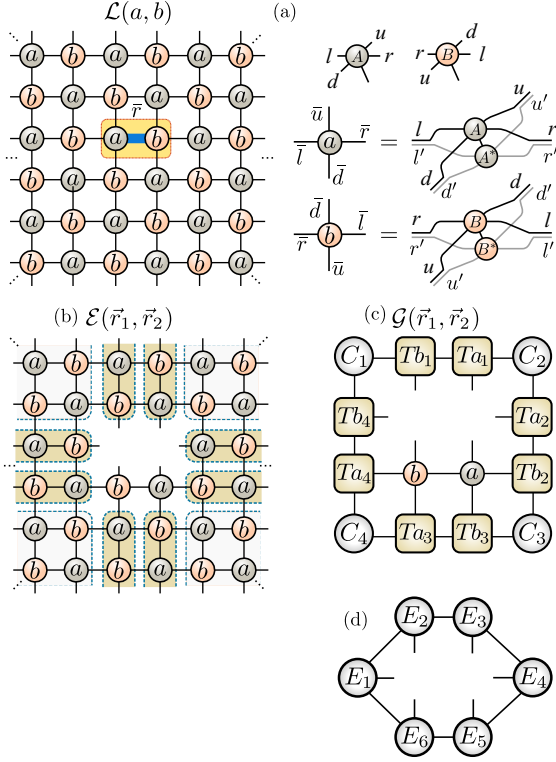 𝓛(a, b)
(a)
a b a b a b
b a b a b a
r̄
a b a b a b
... ...
b a b a b a
a b a b a b
b a b a b a
u r l d A
d l r u B
ū r̄ l̄ d̄ a = l l' u u' r r' d d' A A*
d̄ l̄ r̄ ū b = r r' d d' l l' u u' B B*
(b) 𝓔(r⃗₁, r⃗₂)
a b a b a b
b a b a b a
a b a b
... ...
b a b a b a
a b a b a b
b a b a b a
(c) 𝓖(r⃗₁, r⃗₂)
C₁ Tb₁ Ta₁ C₂
Tb₄ Ta₂
Ta₄ b a Tb₂
C₄ Ta₃ Tb₃ C₃
(d)
E₂ E₃
E₁ E₄
E₆ E₅